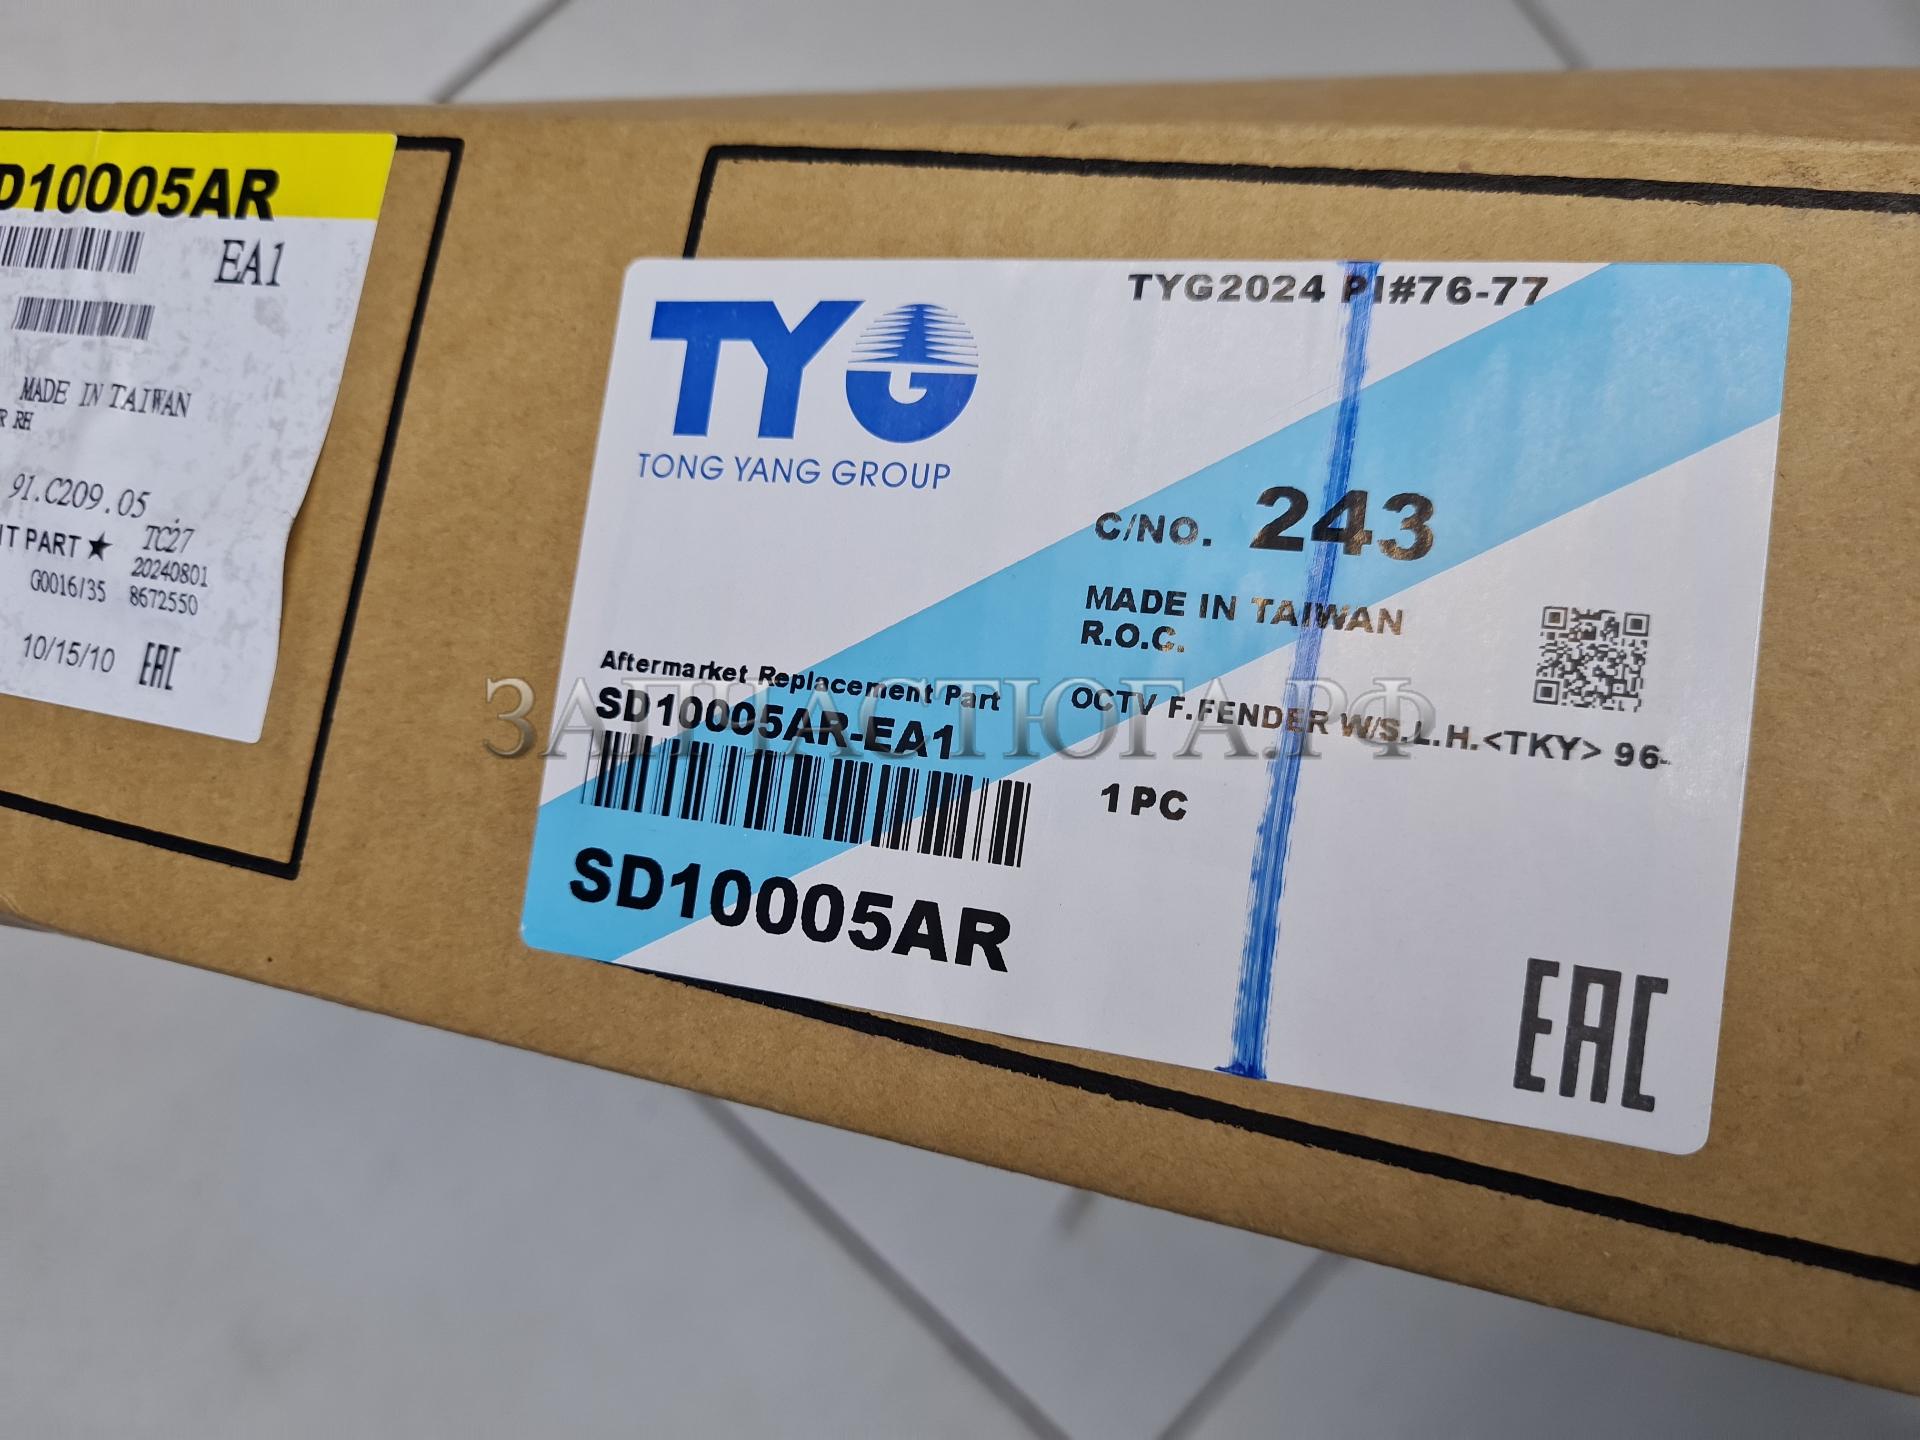 D10005AR
EA1
MADE IN TAIWAN
R RH
91.C209.05
IT PART★ TC27
20240801
G0016/35 8672550
10/15/10 EAC
TYG2024 PI#76-77
TYG
TONG YANG GROUP
C/NO. 243
MADE IN TAIWAN
R.O.C.
Aftermarket Replacement Part
SD10005AR-EA1
OCTV F.FENDER W/S.L.H.<TKY> 96-
1 PC
SD10005AR
EAC
ЗАПЧАСТЮГА.РФ